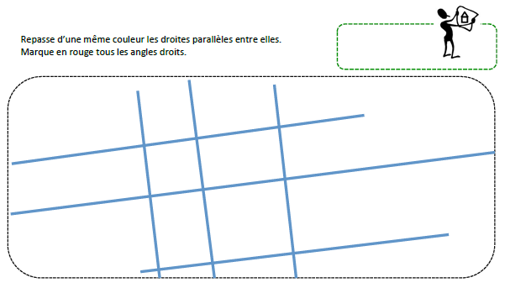 Repasse d’une même couleur les droites parallèles entre elles.
Marque en rouge tous les angles droits.